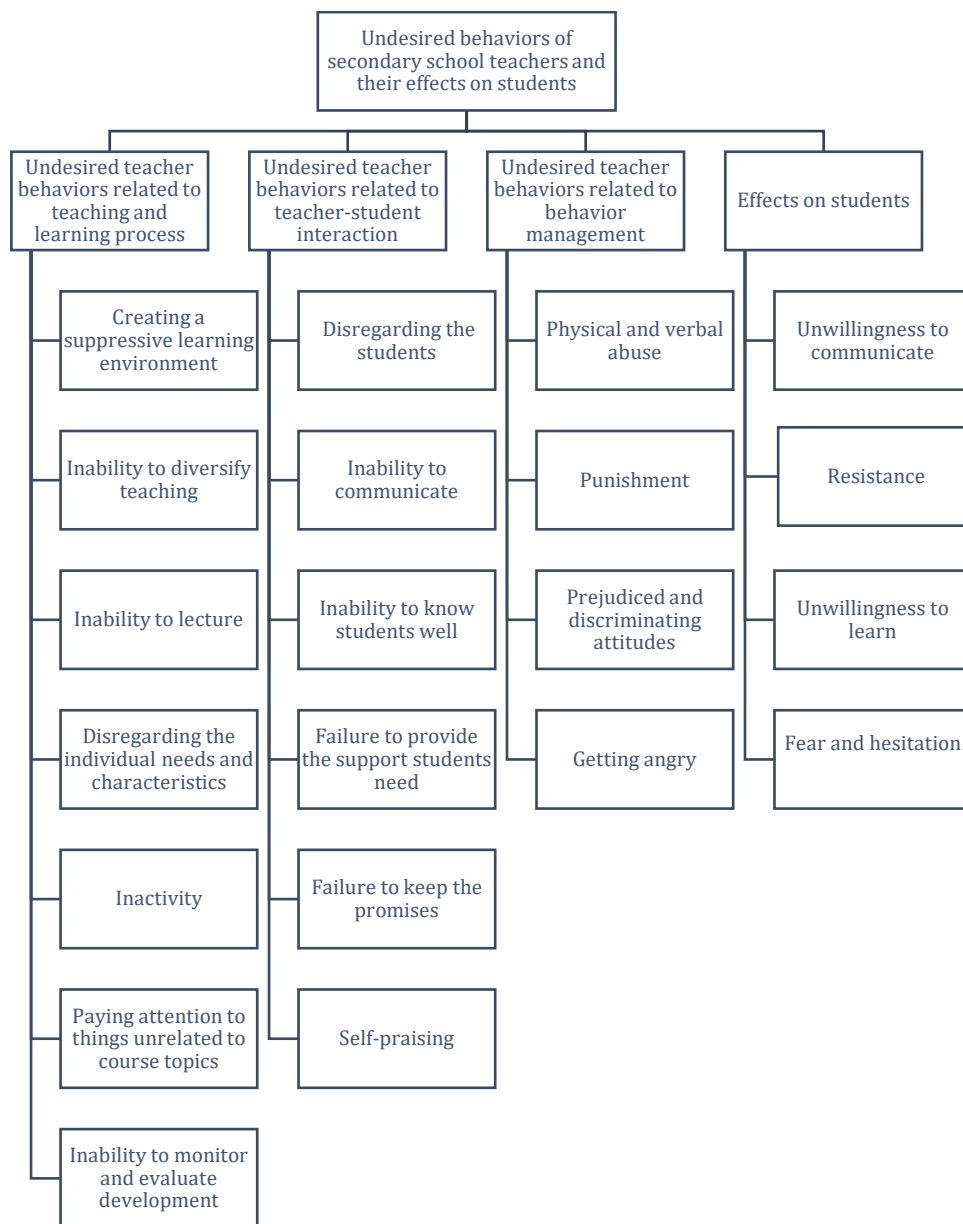 Undesired behaviors of
secondary school teachers and
their effects on students
Undesired teacher
behaviors related to
teaching and
learning process
Creating a
suppressive learning
environment
Inability to diversify
teaching
Inability to lecture
Disregarding the
individual needs and
characteristics
Inactivity
Paying attention to
things unrelated to
course topics
Inability to monitor
and evaluate
development
Undesired teacher
behaviors related to
teacher-student
interaction
Disregarding the
students
Inability to
communicate
Inability to know
students well
Failure to provide
the support students
need
Failure to keep the
promises
Self-praising
Undesired teacher
behaviors related to
behavior
management
Physical and verbal
abuse
Punishment
Prejudiced and
discriminating
attitudes
Getting angry
Effects on students
Unwillingness to
communicate
Resistance
Unwillingness to
learn
Fear and hesitation